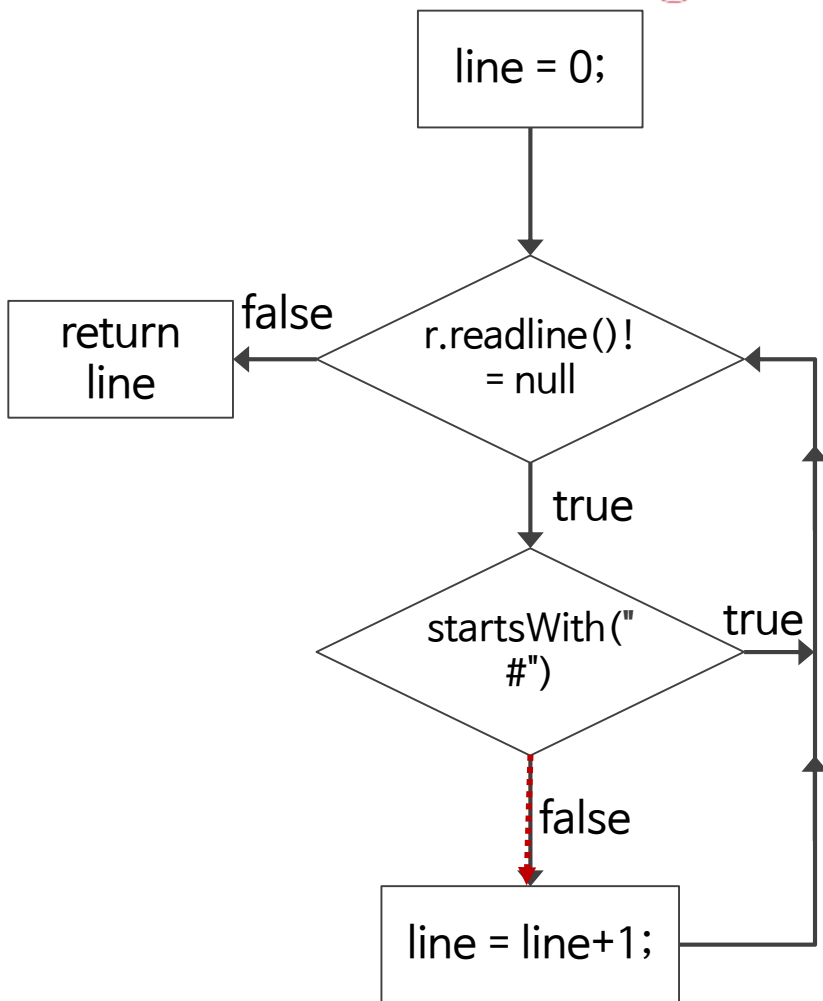 line = 0;
false
return
line
r.readline()!
= null
true
startsWith("
#")
true
false
line = line+1;